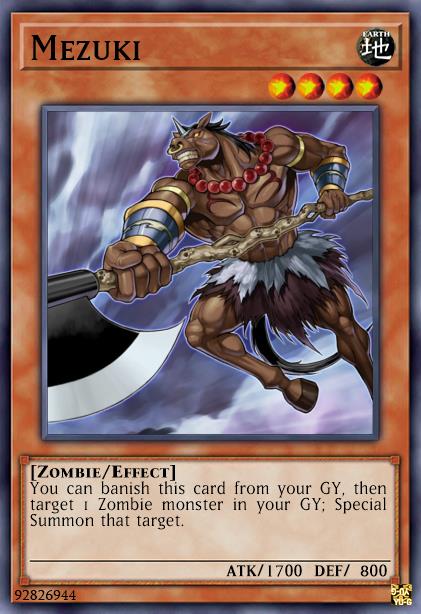 MEZUKI
EARTH
地
[ZOMBIE/EFFECT]
You can banish this card from your GY, then
target 1 Zombie monster in your GY; Special
Summon that target.
ATK/1700 DEF/ 800
92826944